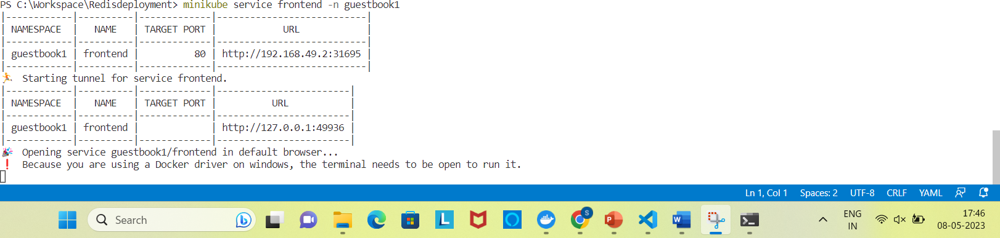 PS C:\Workspace\Redisdeployment> minikube service frontend -n guestbook1
|------------|----------|-------------|---------------------------|
| NAMESPACE | NAME | TARGET PORT | URL |
|------------|----------|-------------|---------------------------|
| guestbook1 | frontend | 80 | http://192.168.49.2:31695 |
|------------|----------|-------------|---------------------------|
🏃 Starting tunnel for service frontend.
|------------|----------|-------------|------------------------|
| NAMESPACE | NAME | TARGET PORT | URL |
|------------|----------|-------------|------------------------|
| guestbook1 | frontend | | http://127.0.0.1:49936 |
|------------|----------|-------------|------------------------|
🎉 Opening service guestbook1/frontend in default browser...
❗ Because you are using a Docker driver on windows, the terminal needs to be open to run it.
Ln 1, Col 1 Spaces: 2 UTF-8 CRLF YAML
Search L S P W ENG 17:46
IN 08-05-2023